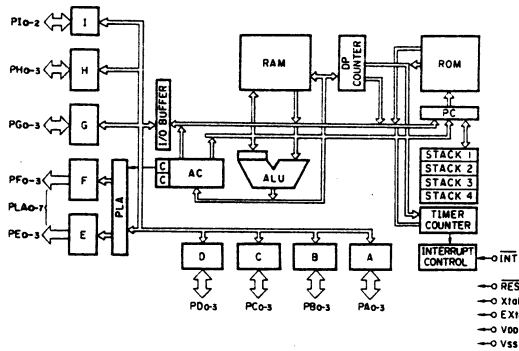 PI0-2
I
RAM
DP COUNTER
ROM
PH0-3
H
PG0-3
G
I/O BUFFER
PC
PF0-3
F
C
C
AC
ALU
STACK 1
STACK 2
STACK 3
STACK 4
PLA0-7
PLA
PE0-3
E
TIMER COUNTER
D
C
B
A
INTERRUPT CONTROL
INT
PD0-3
PC0-3
PB0-3
PA0-3
RES
Xtal
EXt
VDD
VSS